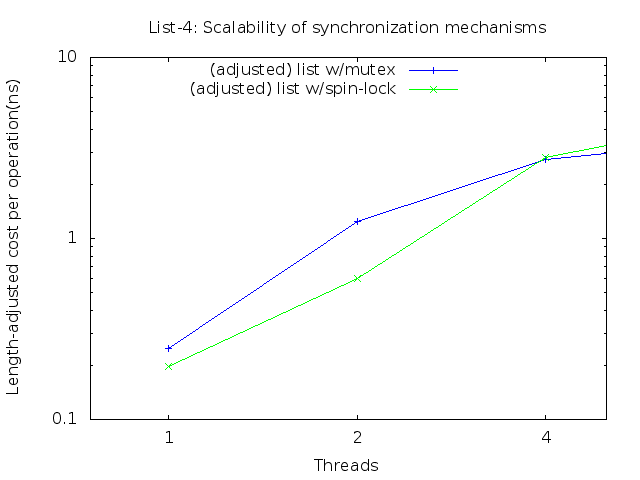 List-4: Scalability of synchronization mechanisms
10
(adjusted) list w/mutex
(adjusted) list w/spin-lock
Length-adjusted cost per operation(ns)
1
0.1
1 2 4
Threads